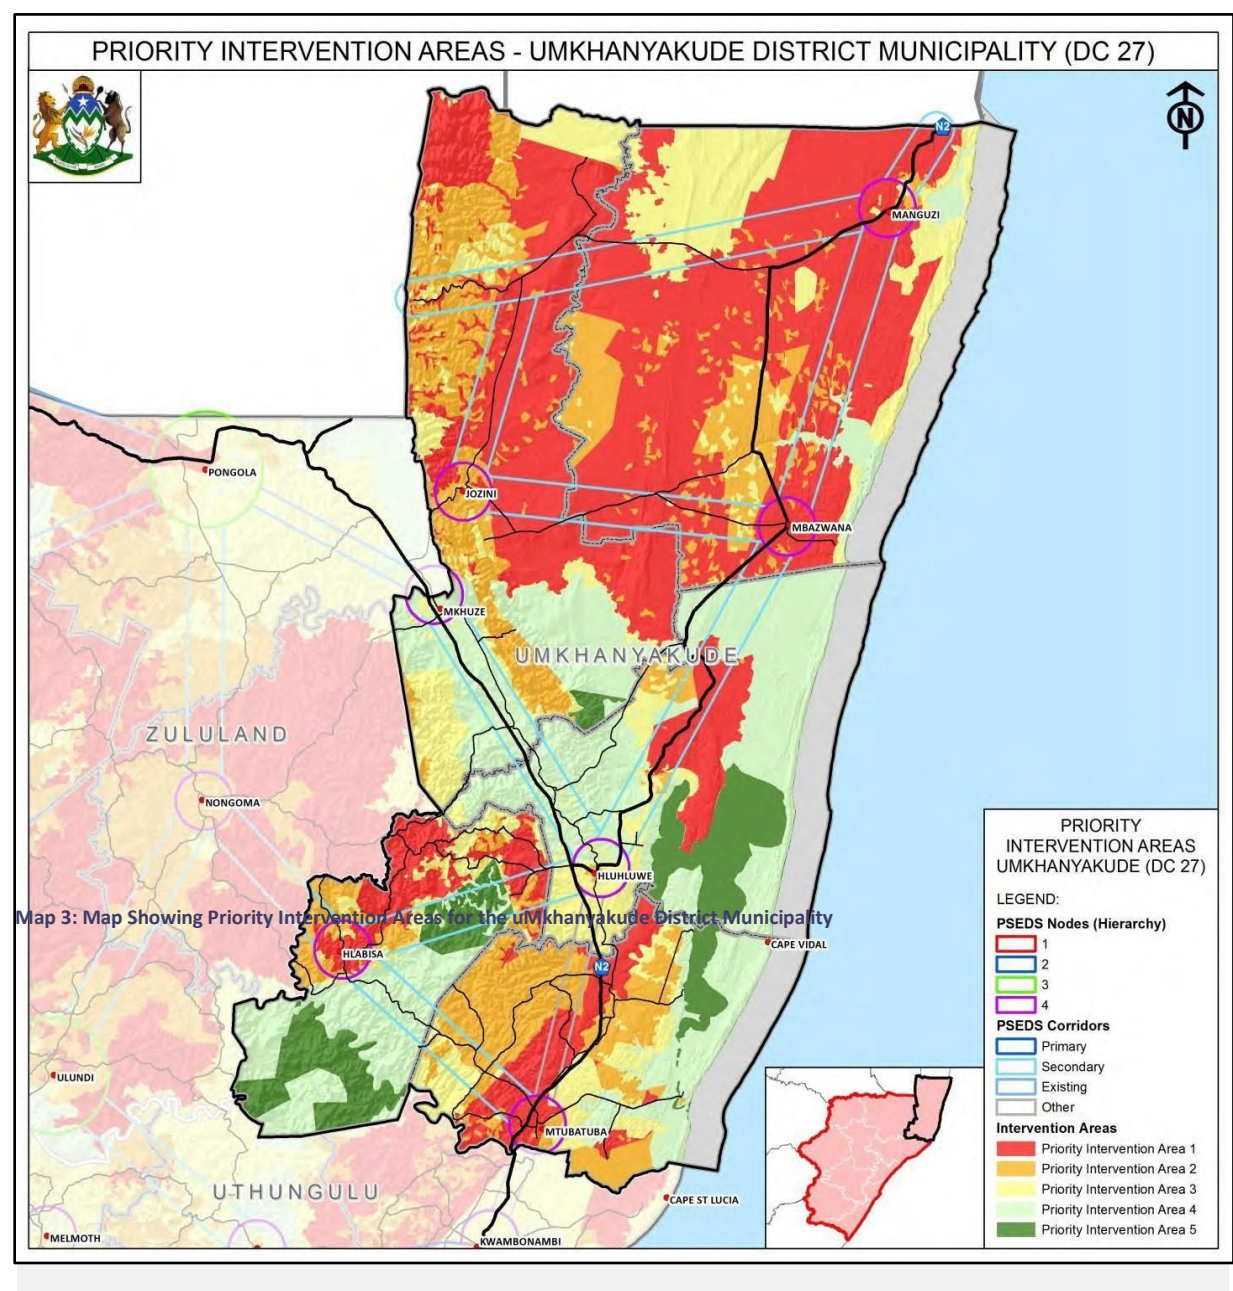 PRIORITY INTERVENTION AREAS - UMKHANYAKUDE DISTRICT MUNICIPALITY (DC 27)
N
N2
MANGUZI
PONGOLA
JOZINI
MBAZWANA
MKHUZE
UMKHANYAKUDE
ZULULAND
NONGOMA
HLUHLUWE
Map 3: Map Showing Priority Intervention Areas for the uMkhanyakude District Municipality
HLABISA
CAPE VIDAL
N2
ULUNDI
MTUBATUBA
UTHUNGULU
CAPE ST LUCIA
MELMOTH
KWAMBONAMBI
PRIORITY
INTERVENTION AREAS
UMKHANYAKUDE (DC 27)
LEGEND:
PSEDS Nodes (Hierarchy)
1
2
3
4
PSEDS Corridors
Primary
Secondary
Existing
Other
Intervention Areas
Priority Intervention Area 1
Priority Intervention Area 2
Priority Intervention Area 3
Priority Intervention Area 4
Priority Intervention Area 5